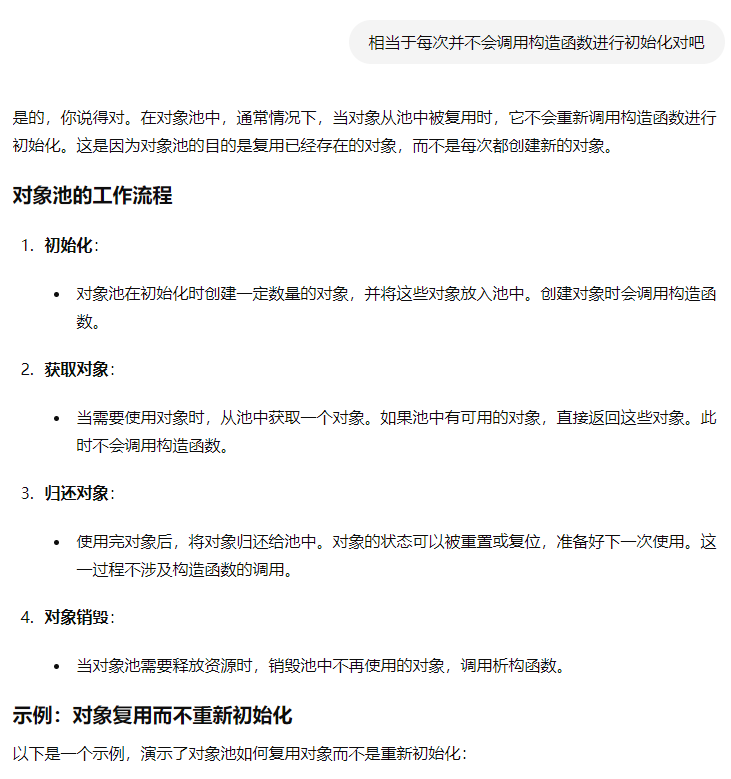 相当于每次并不会调用构造函数进行初始化对吧
是的，你说得对。在对象池中，通常情况下，当对象从池中被复用时，它不会重新调用构造函数进行
初始化。这是因为对象池的目的是复用已经存在的对象，而不是每次都创建新的对象。
对象池的工作流程
1. 初始化：
• 对象池在初始化时创建一定数量的对象，并将这些对象放入池中。创建对象时会调用构造函
数。
2. 获取对象：
• 当需要使用对象时，从池中获取一个对象。如果池中有可用的对象，直接返回这些对象。此
时不会调用构造函数。
3. 归还对象：
• 使用完对象后，将对象归还给池中。对象的状态可以被重置或复位，准备好下一次使用。这
一过程不涉及构造函数的调用。
4. 对象销毁：
• 当对象池需要释放资源时，销毁池中不再使用的对象，调用析构函数。
示例：对象复用而不重新初始化
以下是一个示例，演示了对象池如何复用对象而不是重新初始化：